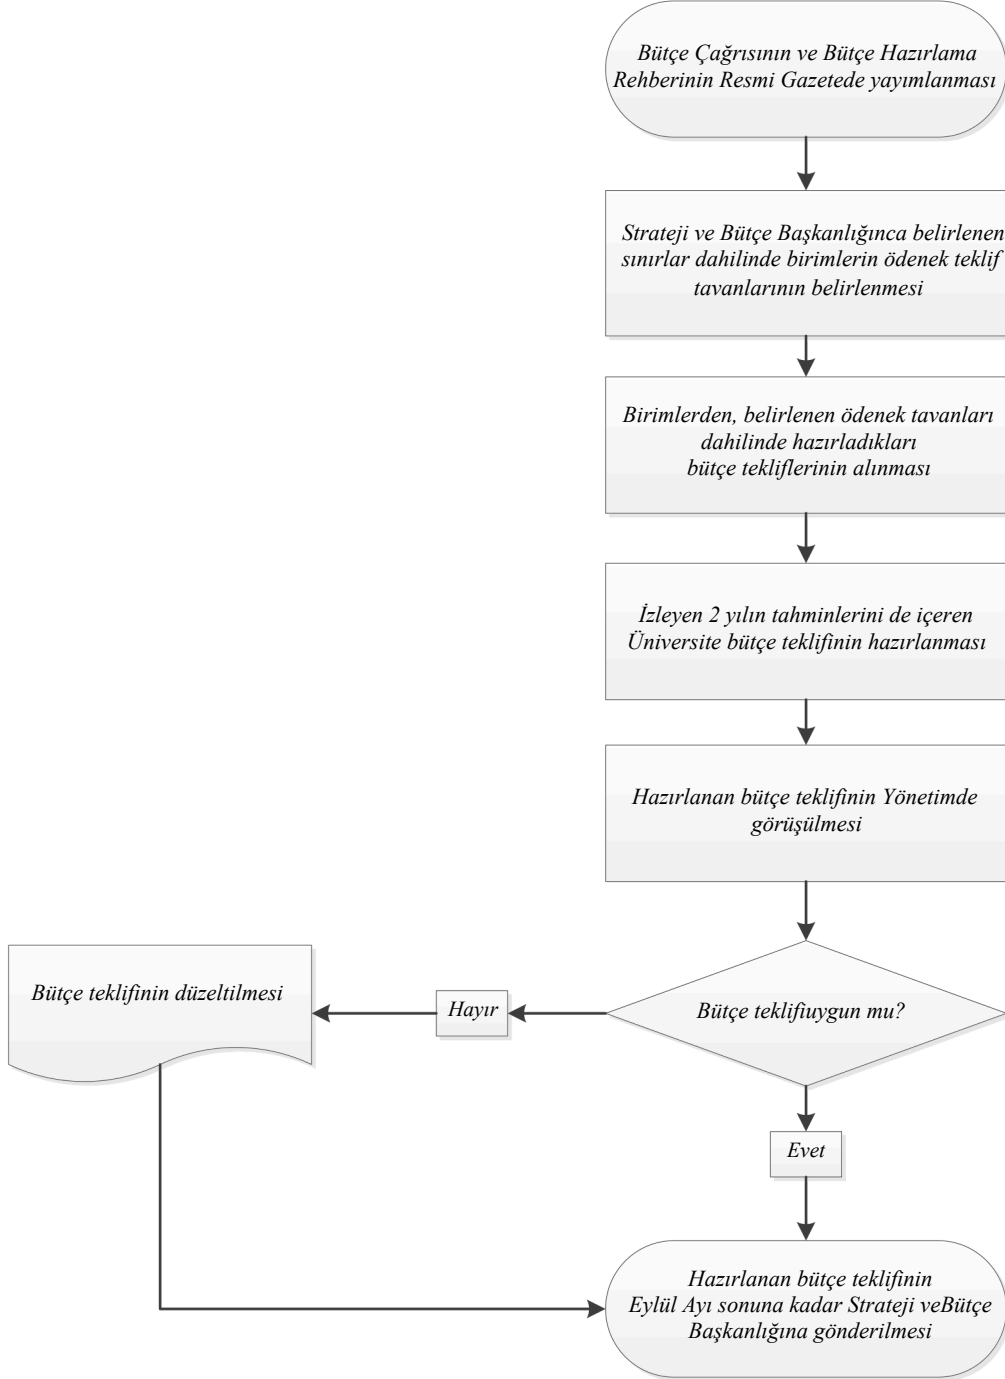 Bütçe Çağrısının ve Bütçe Hazırlama
Rehberinin Resmi Gazetede yayımlanması
Strateji ve Bütçe Başkanlığınca belirlenen
sınırlar dahilinde birimlerin ödenek teklif
tavanlarının belirlenmesi
Birimlerden, belirlenen ödenek tavanları
dahilinde hazırladıkları
bütçe tekliflerinin alınması
İzleyen 2 yılın tahminlerini de içeren
Üniversite bütçe teklifinin hazırlanması
Hazırlanan bütçe teklifinin Yönetimde
görüşülmesi
Bütçe teklifiuygun mu?
Hayır
Bütçe teklifinin düzeltilmesi
Evet
Hazırlanan bütçe teklifinin
Eylül Ayı sonuna kadar Strateji veBütçe
Başkanlığına gönderilmesi